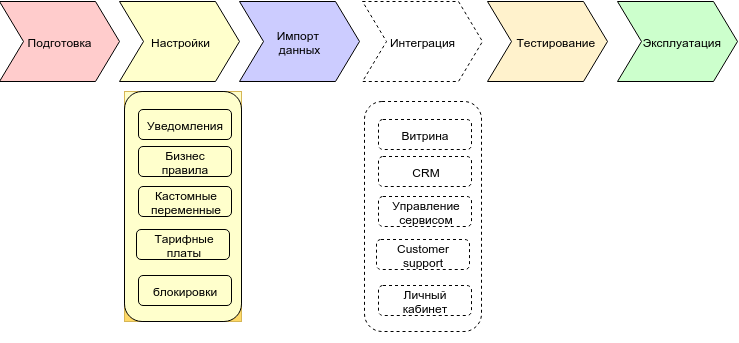 Подготовка
Настройки
Импорт
данных
Интеграция
Тестирование
Эксплуатация
Уведомления
Бизнес
правила
Кастомные
переменные
Тарифные
платы
блокировки
Витрина
CRM
Управление
сервисом
Customer
support
Личный
кабинет